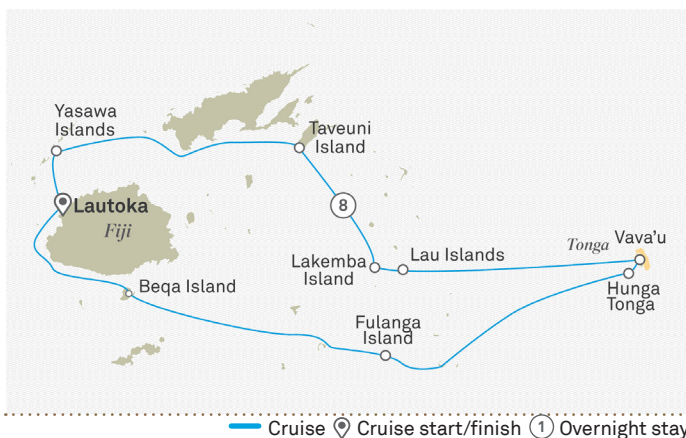 Yasawa
Islands
Taveuni
Island
Lautoka
Fiji
8
Vava'u
Tonga
Lau Islands
Lakemba
Island
Beqa Island
Hunga
Tonga
Fulanga
Island
Cruise Cruise start/finish 1 Overnight stay